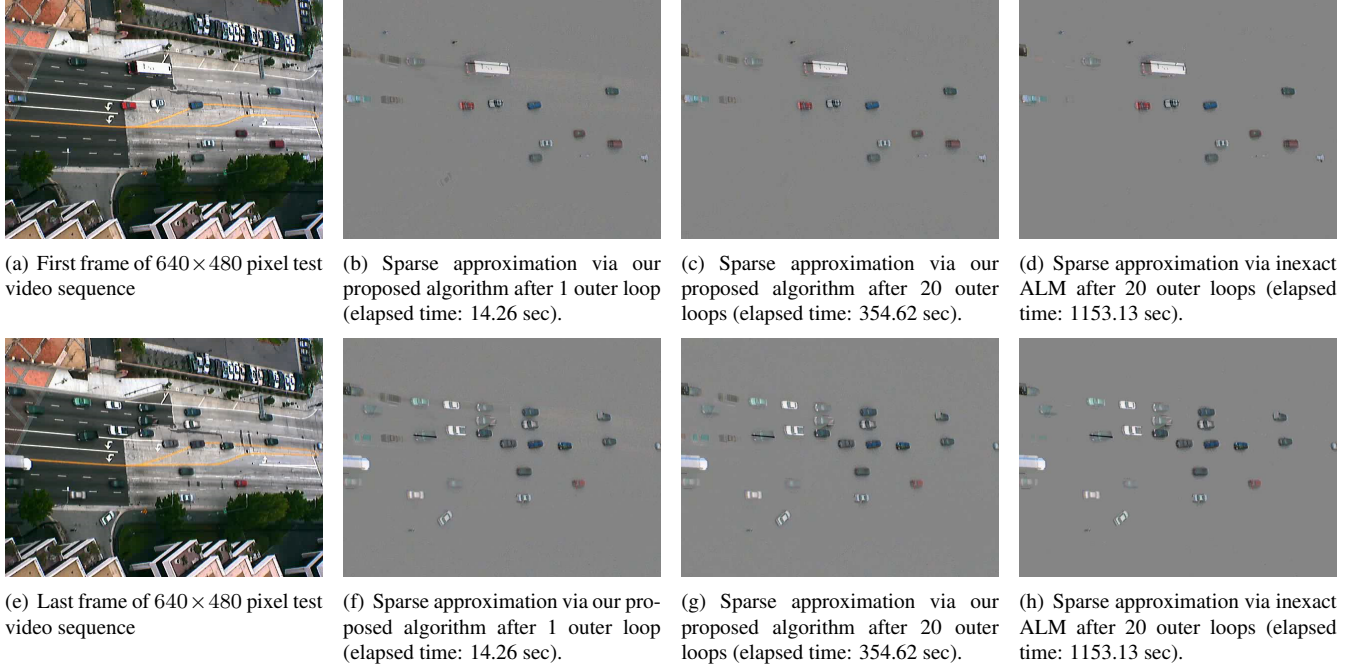 (a) First frame of 640×480 pixel test
video sequence
(b) Sparse approximation via our
proposed algorithm after 1 outer loop
(elapsed time: 14.26 sec).
(c) Sparse approximation via our
proposed algorithm after 20 outer
loops (elapsed time: 354.62 sec).
(d) Sparse approximation via inexact
ALM after 20 outer loops (elapsed
time: 1153.13 sec).
(e) Last frame of 640×480 pixel test
video sequence
(f) Sparse approximation via our pro-
posed algorithm after 1 outer loop
(elapsed time: 14.26 sec).
(g) Sparse approximation via our
proposed algorithm after 20 outer
loops (elapsed time: 354.62 sec).
(h) Sparse approximation via inexact
ALM after 20 outer loops (elapsed
time: 1153.13 sec).